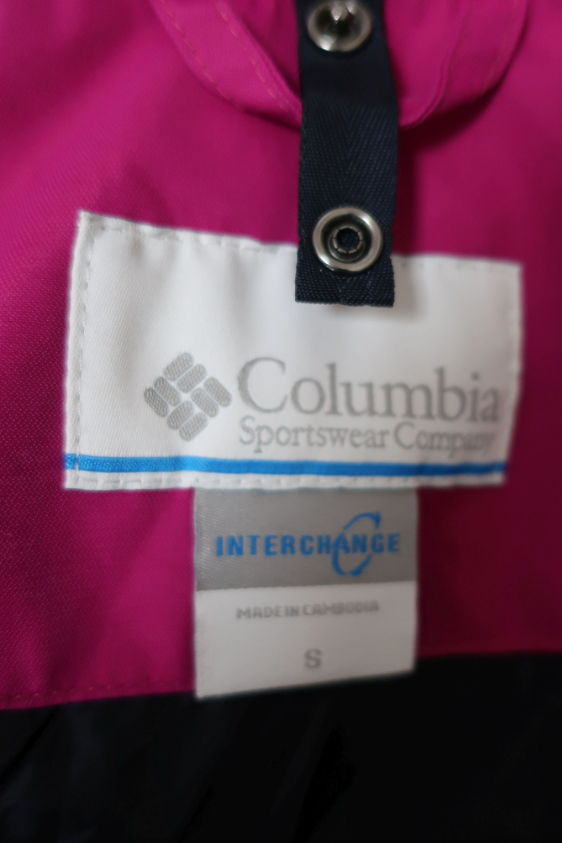 Columbia
Sportswear Company
INTERCHANGE
MADE IN CAMBODIA
S